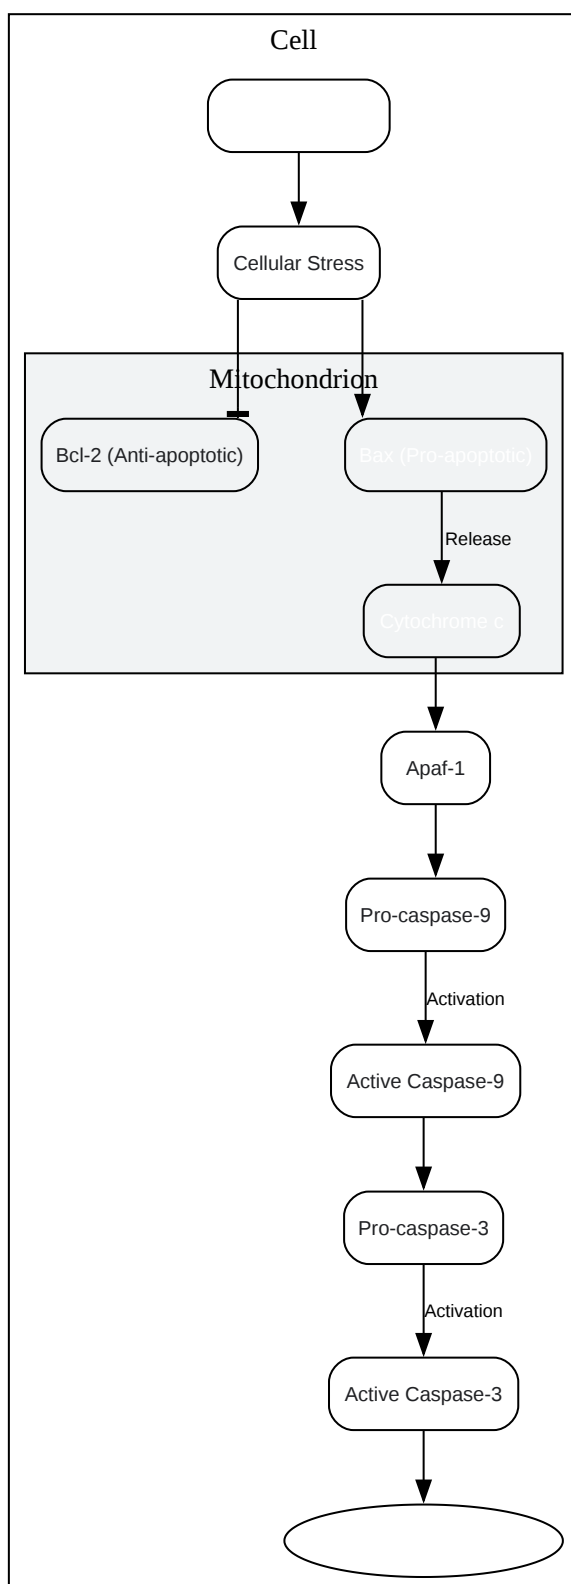 Cell
Cellular Stress
Mitochondrion
Bcl-2 (Anti-apoptotic)
Bax (Pro-apoptotic)
Release
Cytochrome c
Apaf-1
Pro-caspase-9
Activation
Active Caspase-9
Pro-caspase-3
Activation
Active Caspase-3